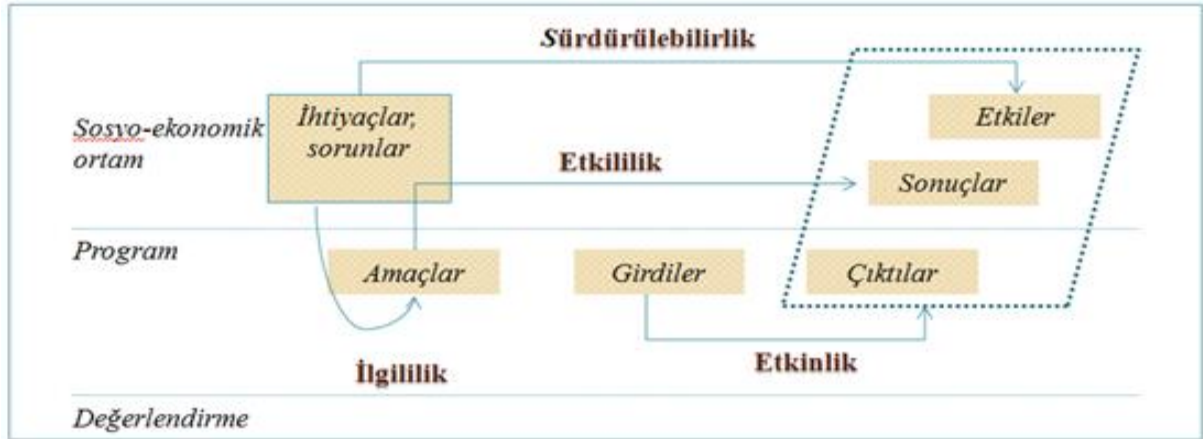 Sürdürülebilirlik
Sosyo-ekonomik
ortam
İhtiyaçlar,
sorunlar
Etkiler
Etkililik
Sonuçlar
Program
Amaçlar
Girdiler
Çıktılar
İlgililik
Etkinlik
Değerlendirme